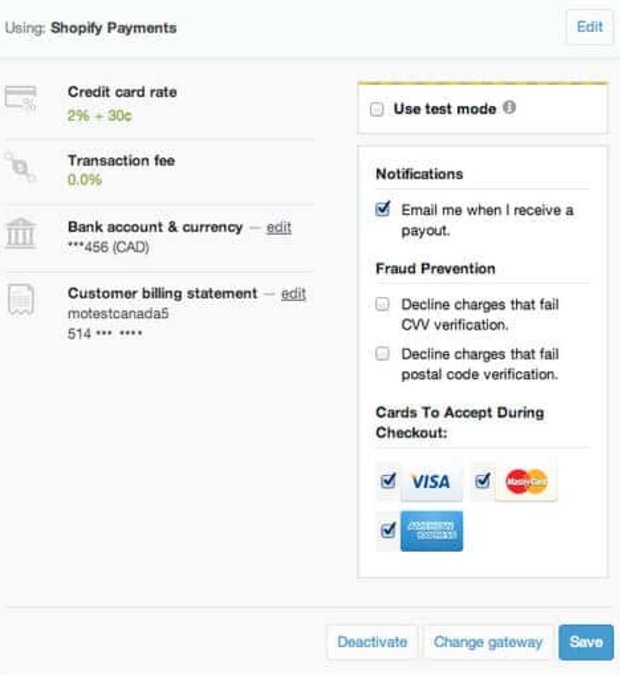 Using: Shopify Payments
Edit
Credit card rate
2% + 30¢
Transaction fee
0.0%
Bank account & currency — edit
***456 (CAD)
Customer billing statement — edit
motestcanada5
514 *** ****
Use test mode
Notifications
Email me when I receive a
payout.
Fraud Prevention
Decline charges that fail
CVV verification.
Decline charges that fail
postal code verification.
Cards To Accept During
Checkout:
VISA
MasterCard
AMERICAN
EXPRESS
Deactivate
Change gateway
Save